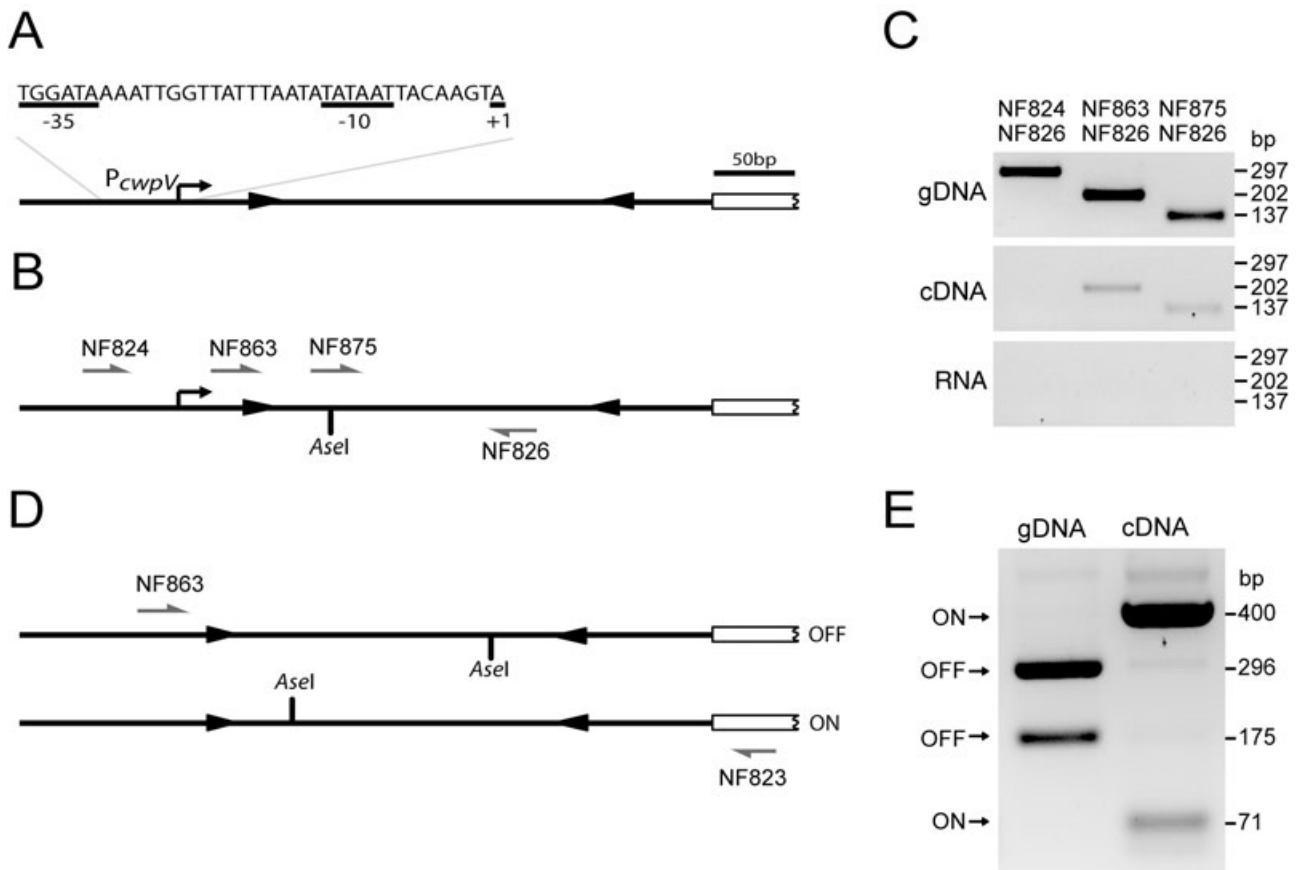 A
TGGATAAAATTGGTTATTTAATATATAATTACAAGTA
-35 -10 +1
PcwpV
50bp
B
NF824 NF863 NF875
AseI
NF826
C
NF824 NF863 NF875
NF826 NF826 NF826 bp
gDNA
297
202
137
cDNA
297
202
137
RNA
297
202
137
D
NF863
OFF
AseI
AseI
ON
NF823
E
gDNA cDNA
bp
ON 400
OFF 296
OFF 175
ON 71